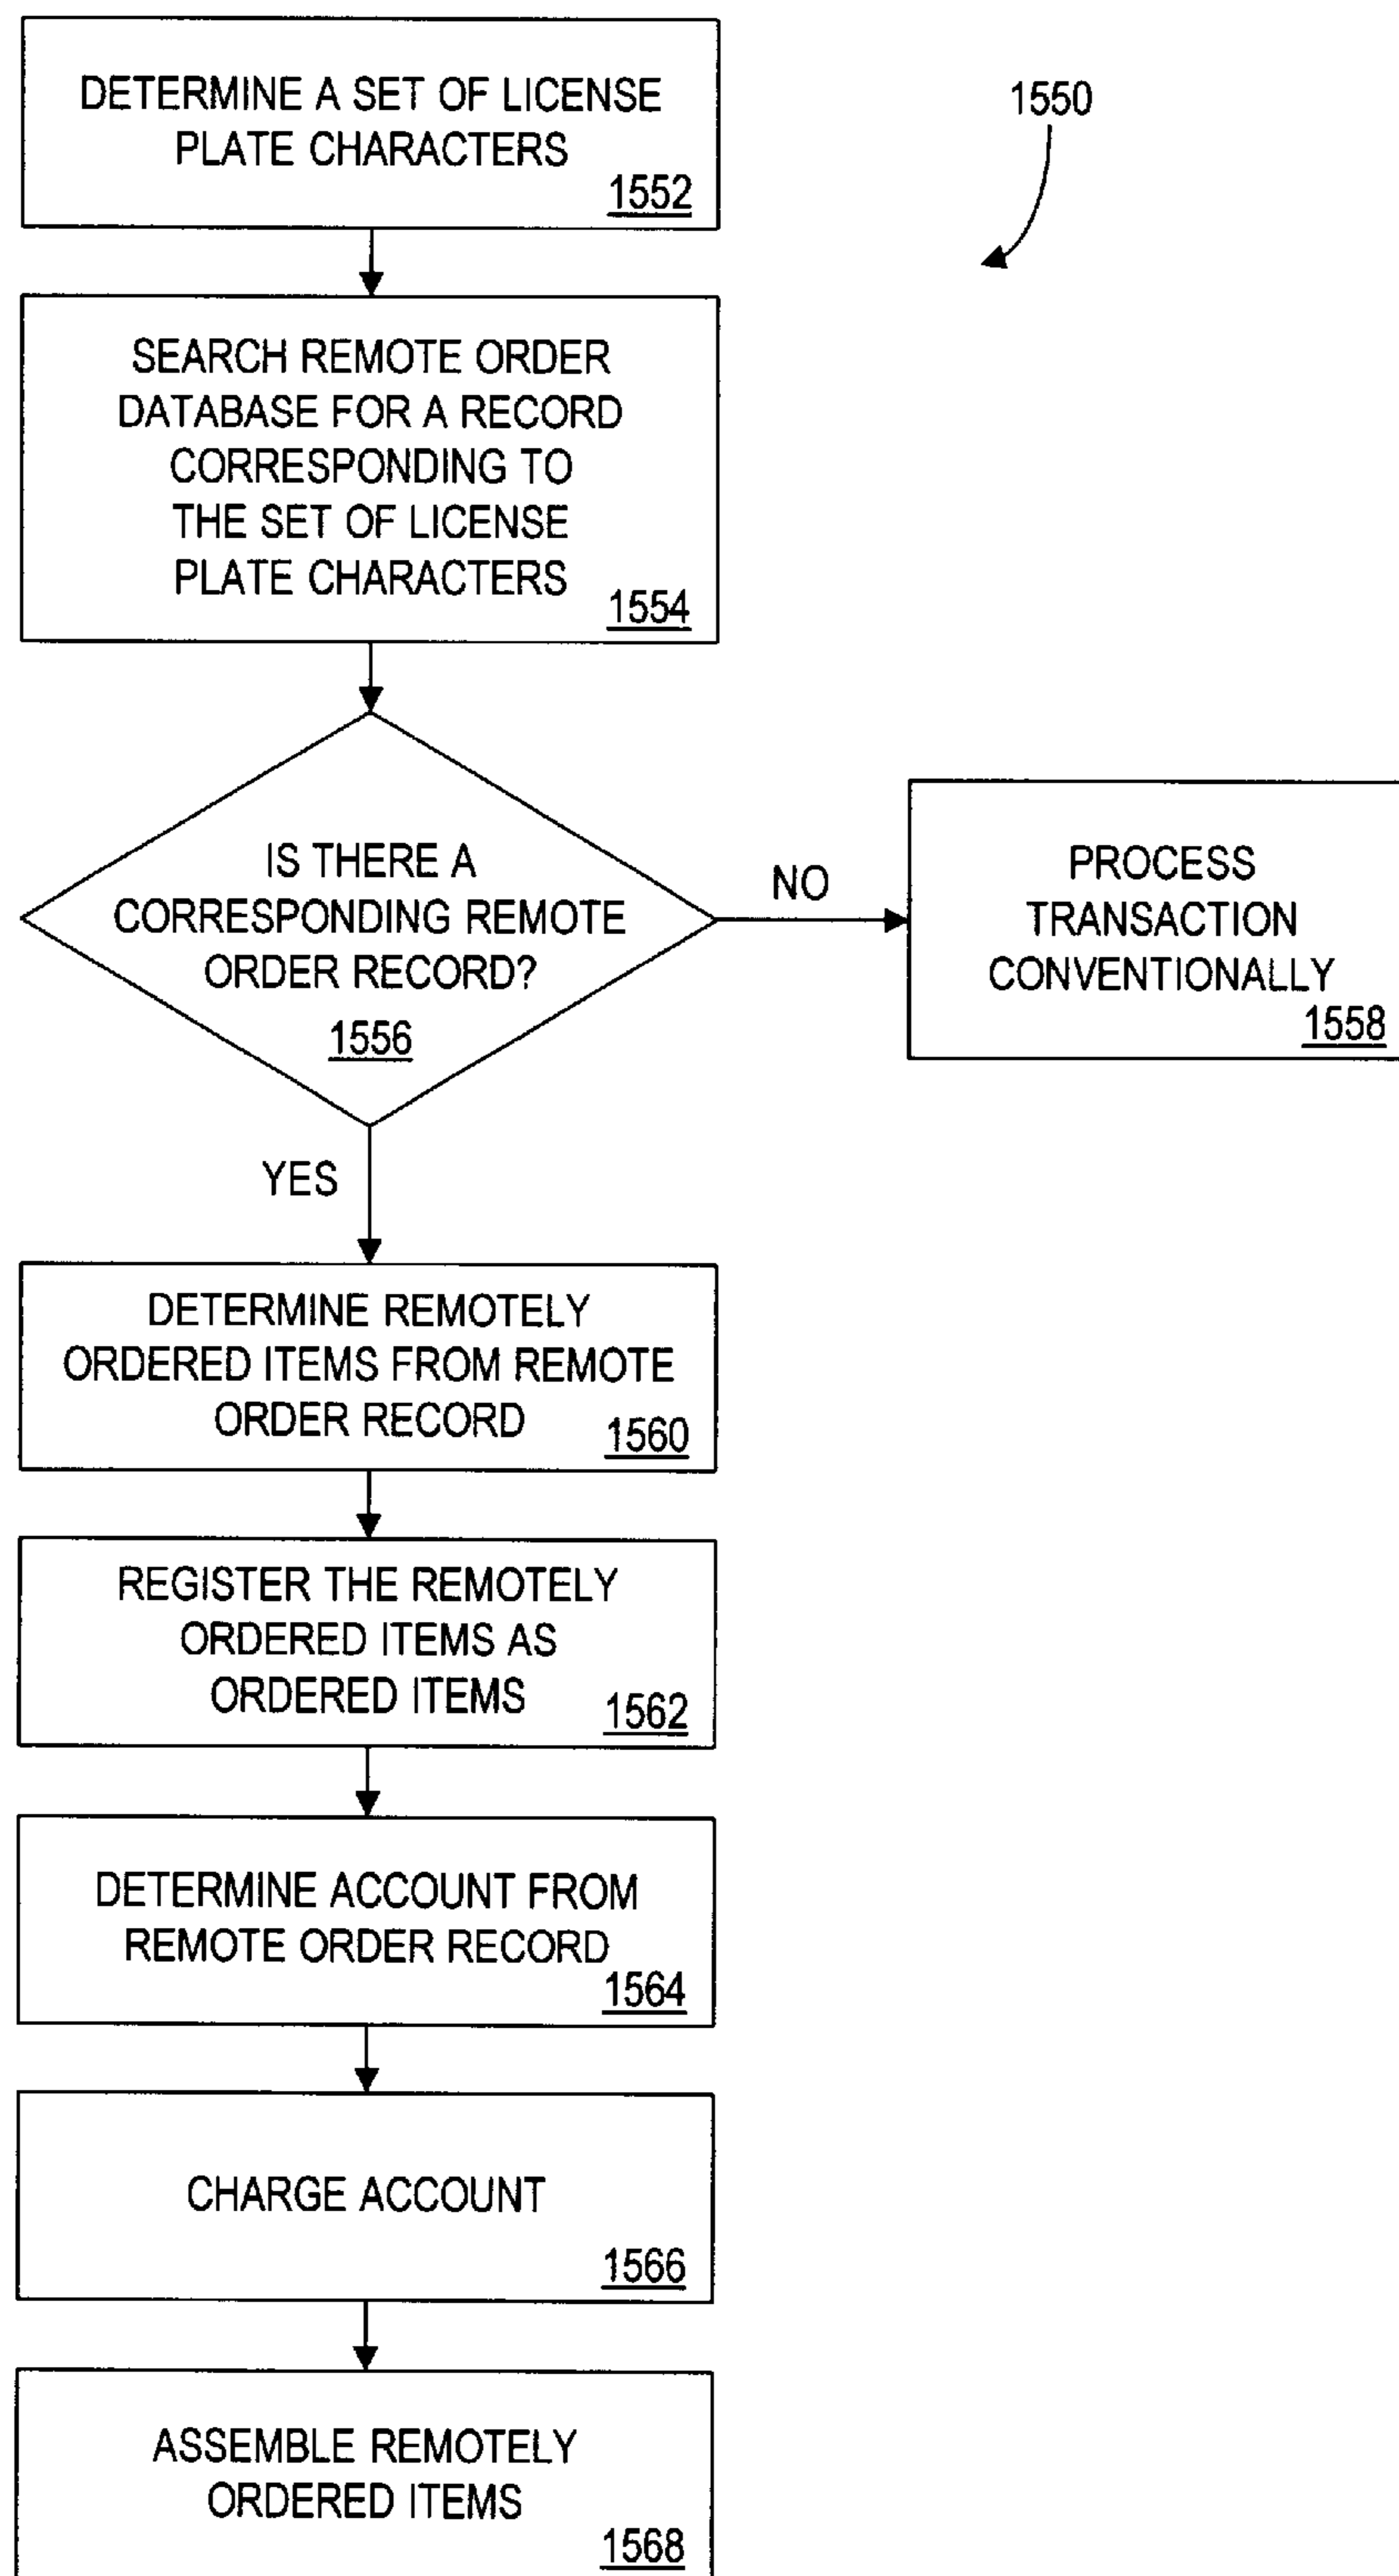 DETERMINE A SET OF LICENSE
PLATE CHARACTERS
1552
1550
SEARCH REMOTE ORDER
DATABASE FOR A RECORD
CORRESPONDING TO
THE SET OF LICENSE
PLATE CHARACTERS
1554
IS THERE A
CORRESPONDING REMOTE
ORDER RECORD?
1556
NO
PROCESS
TRANSACTION
CONVENTIONALLY
1558
YES
DETERMINE REMOTELY
ORDERED ITEMS FROM REMOTE
ORDER RECORD
1560
REGISTER THE REMOTELY
ORDERED ITEMS AS
ORDERED ITEMS
1562
DETERMINE ACCOUNT FROM
REMOTE ORDER RECORD
1564
CHARGE ACCOUNT
1566
ASSEMBLE REMOTELY
ORDERED ITEMS
1568